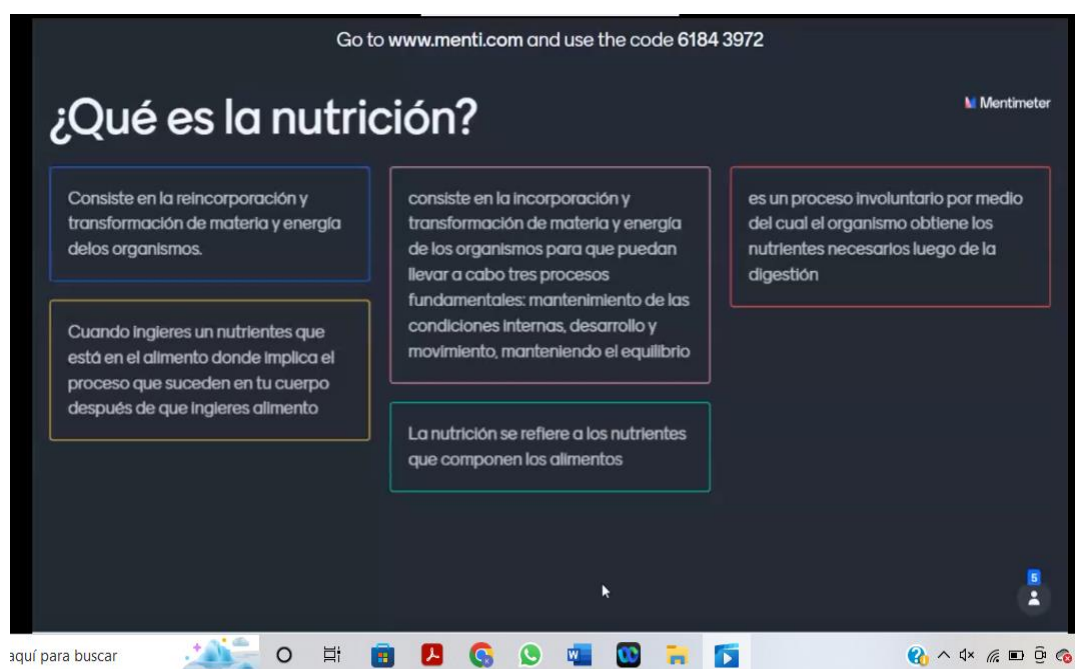 Go to www.menti.com and use the code 6184 3972
¿Qué es la nutrición?
Mentimeter
Consiste en la reincorporación y
transformación de materia y energía
delos organismos.
Cuando ingieres un nutrientes que
está en el alimento donde implica el
proceso que suceden en tu cuerpo
después de que ingieres alimento
consiste en la incorporación y
transformación de materia y energía
de los organismos para que puedan
llevar a cabo tres procesos
fundamentales: mantenimiento de las
condiciones internas, desarrollo y
movimiento, manteniendo el equilibrio
La nutrición se refiere a los nutrientes
que componen los alimentos
es un proceso involuntario por medio
del cual el organismo obtiene los
nutrientes necesarios luego de la
digestión
5
aquí para buscar